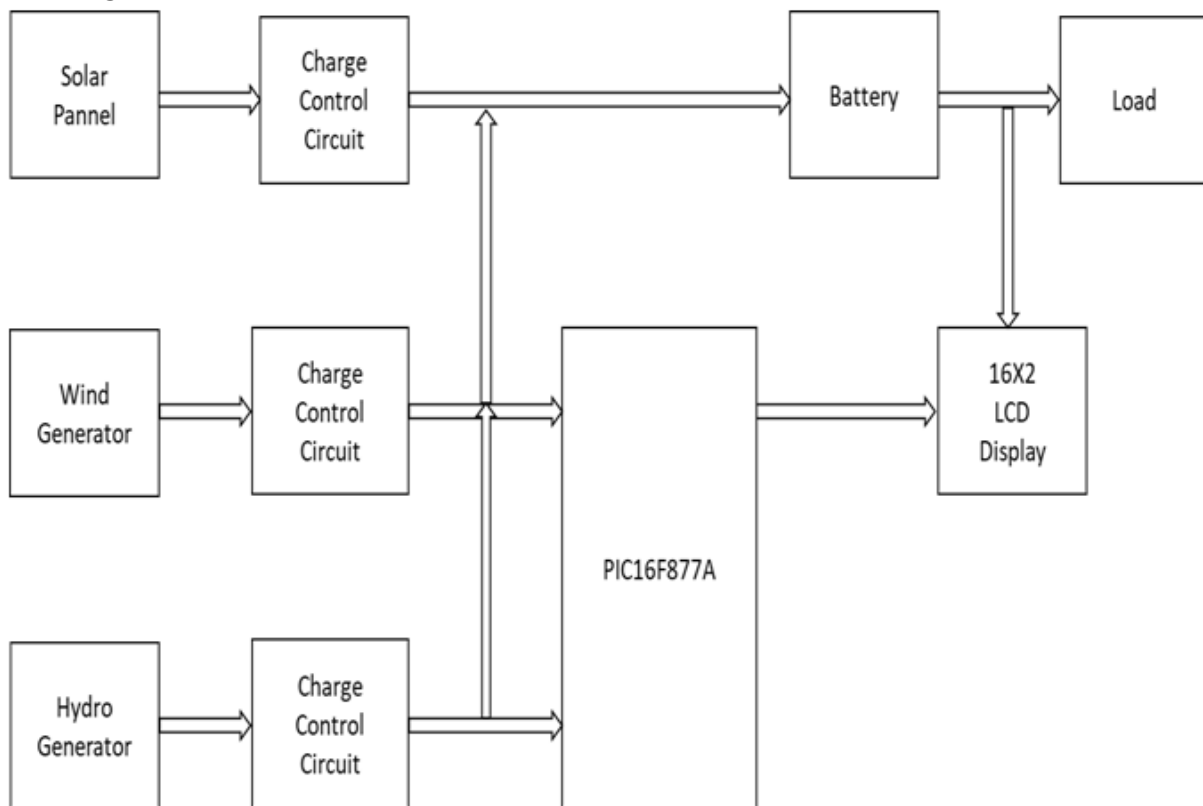 Solar
Pannel
Charge
Control
Circuit
Battery
Load
Wind
Generator
Charge
Control
Circuit
16X2
LCD
Display
PIC16F877A
Hydro
Generator
Charge
Control
Circuit